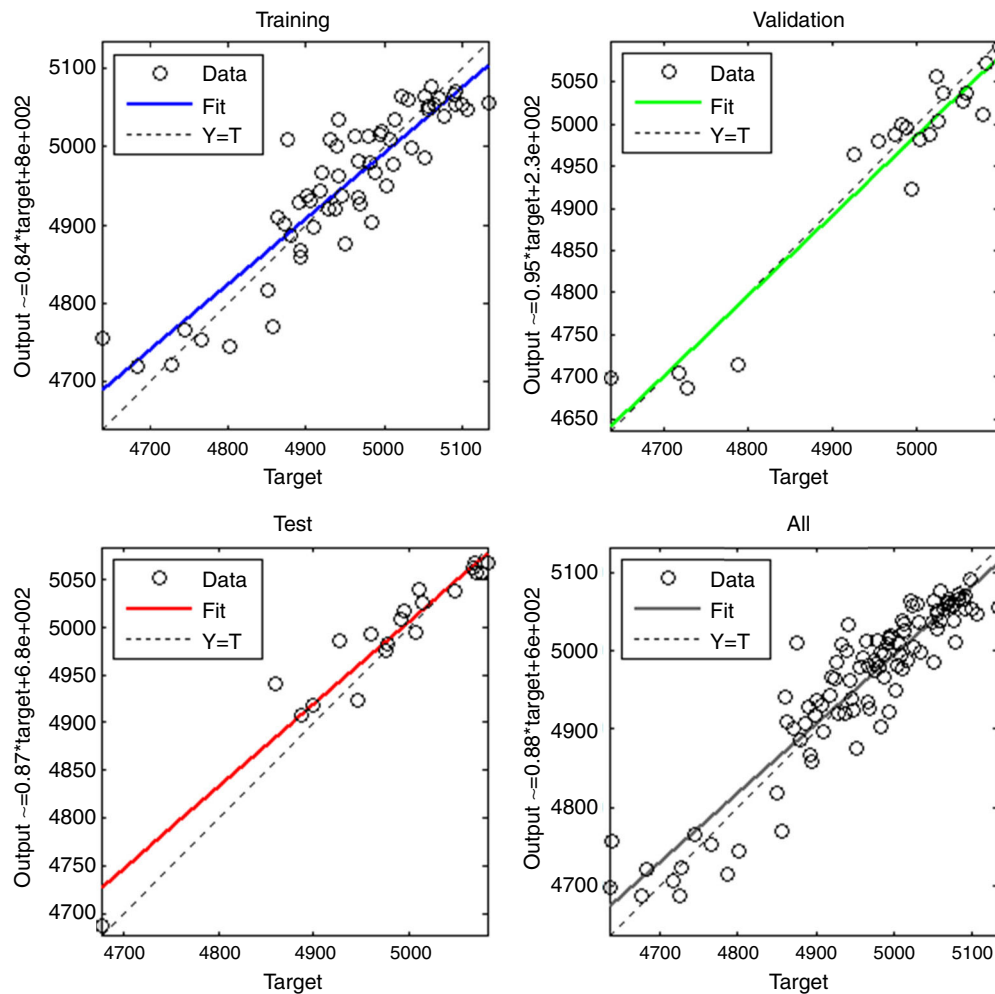 Training
Output ~=0.84*target+8e+002
5100
5000
4900
4800
4700
Data
Fit
Y=T
4700 4800 4900 5000 5100
Target
Validation
Output ~=0.95*target+2.3e+002
5050
5000
4950
4900
4850
4800
4750
4700
4650
Data
Fit
Y=T
4700 4800 4900 5000
Target
Test
Output ~=0.87*target+6.8e+002
5050
5000
4950
4900
4850
4800
4750
4700
Data
Fit
Y=T
4700 4800 4900 5000
Target
All
Output ~=0.88*target+6e+002
5100
5000
4900
4800
4700
Data
Fit
Y=T
4700 4800 4900 5000 5100
Target